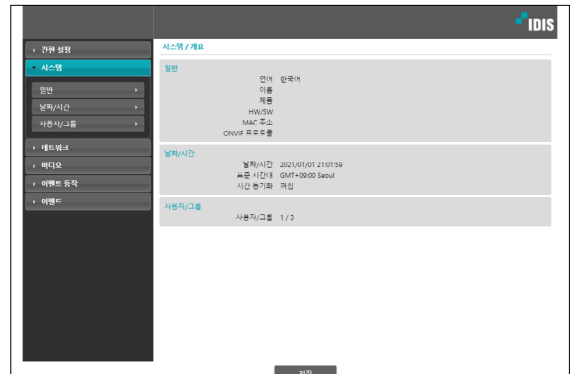 IDIS
간편 설정
시스템
일반
날짜/시간
사용자/그룹
네트워크
비디오
이벤트 동작
이벤트
시스템 / 개요
일반
언어 한국어
이름
제품
HW/SW
MAC 주소
ONVIF 프로토콜
날짜/시간
날짜/시간 2021/01/01 21:01:59
표준 시간대 GMT+09:00 Seoul
시간 동기화 꺼짐
사용자/그룹
사용자/그룹 1 / 3
저장